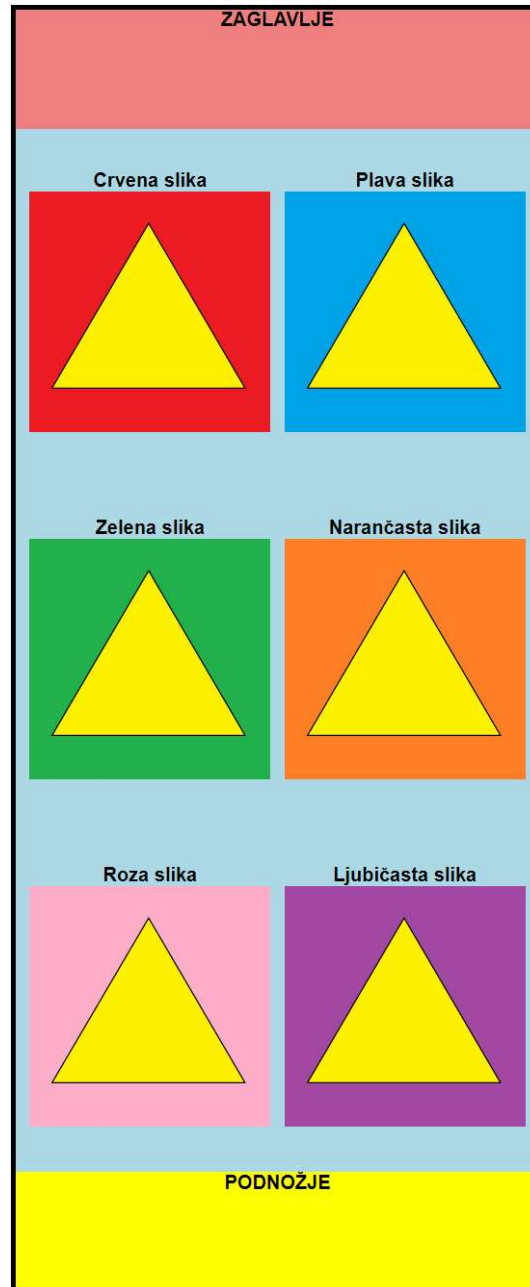 ZAGLAVLJE
Crvena slika
Plava slika
Zelena slika
Narančasta slika
Roza slika
Ljubičasta slika
PODNOŽJE